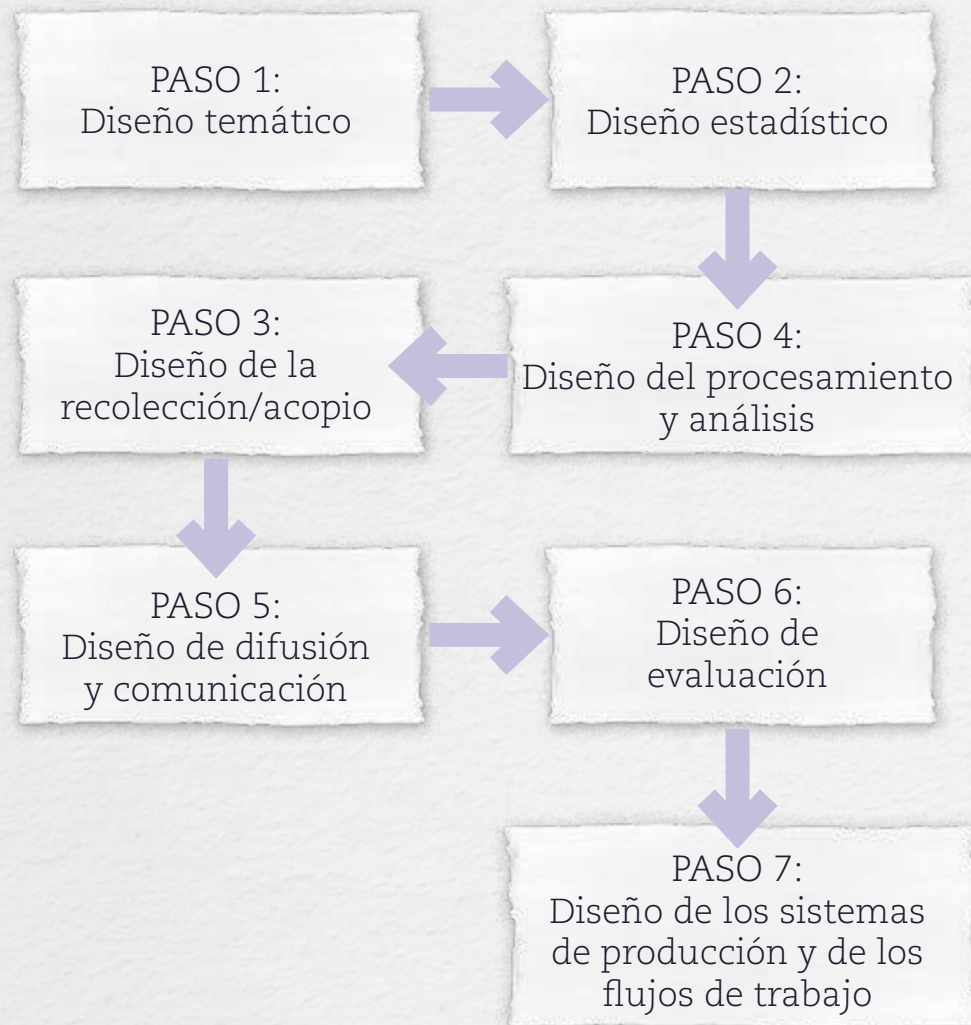 PASO 1:
Diseño temático
PASO 2:
Diseño estadístico
PASO 3:
Diseño de la
recolección/acopio
PASO 4:
Diseño del procesamiento
y análisis
PASO 5:
Diseño de difusión
y comunicación
PASO 6:
Diseño de
evaluación
PASO 7:
Diseño de los sistemas
de producción y de los
flujos de trabajo